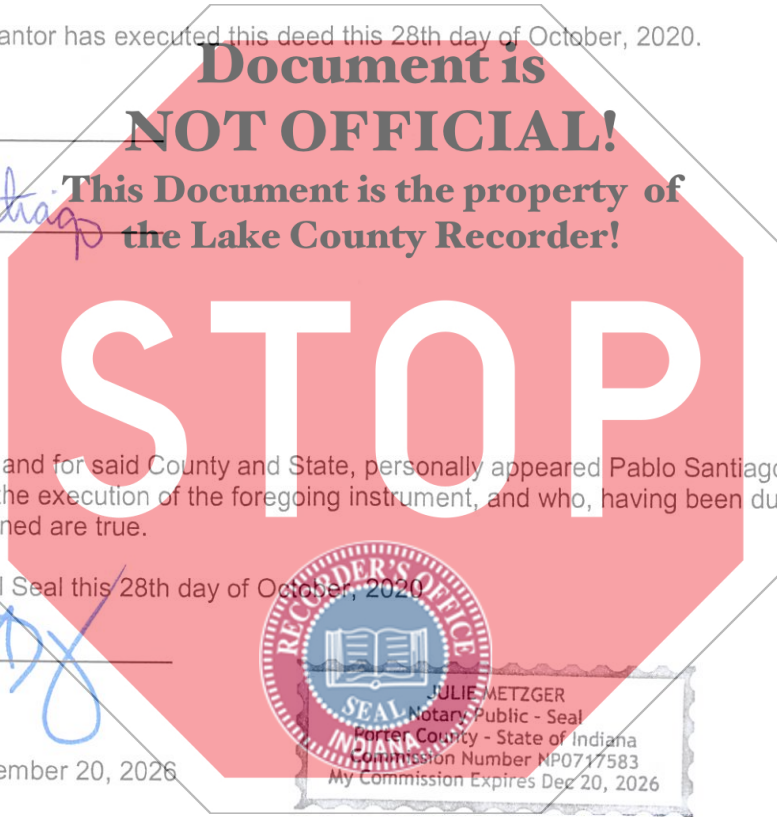 antor has executed this deed this 28th day of October, 2020.
Document is
NOT OFFICIAL!
This Document is the property of
the Lake County Recorder!
tiago
STOP
and for said County and State, personally appeared Pablo Santiago
the execution of the foregoing instrument, and who, having been du
ned are true.
l Seal this 28th day of October, 2020
RECORDER'S OFFICE
SEAL
INDIANA
JULIE METZGER
Notary Public - Seal
Porter County - State of Indiana
Commission Number NP0717583
My Commission Expires Dec 20, 2026
ember 20, 2026